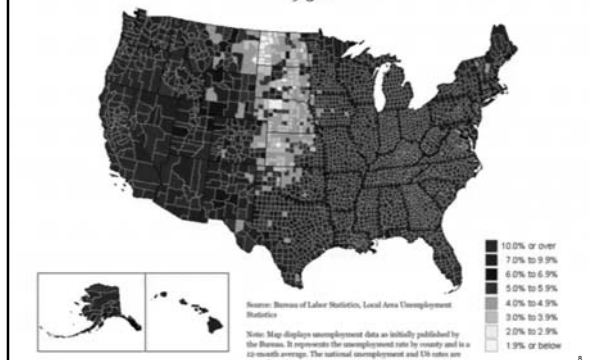 10.0% or over
7.0% to 9.9%
6.0% to 6.9%
5.0% to 5.9%
4.0% to 4.9%
3.0% to 3.9%
2.0% to 2.9%
1.9% or below
Source: Bureau of Labor Statistics, Local Area Unemployment
Statistics
Note: Map displays unemployment data as initially published by
the Bureau. It represents the unemployment rate by county and is a
12-month average. The national unemployment and U6 rates are
8